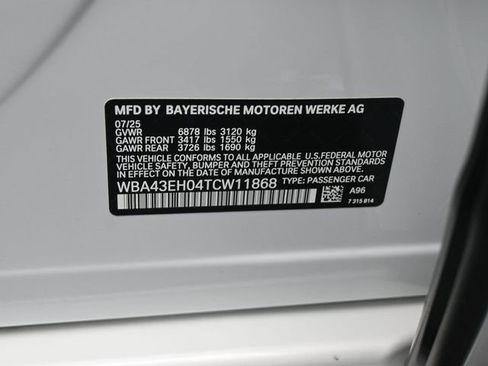 MFD BY BAYERISCHE MOTOREN WERKE AG
07/25
GVWR 6878 lbs 3120 kg
GAWR FRONT 3417 lbs 1550 kg
GAWR REAR 3726 lbs 1690 kg
THIS VEHICLE CONFORMS TO ALL APPLICABLE FEDERAL MOTOR
VEHICLE SAFETY, BUMPER AND THEFT PREVENTION STANDARDS
IN EFFECT ON THE DATE OF MANUFACTURE SHOWN ABOVE.
WBA43EH04TCW11868 TYPE: PASSENGER CAR
A96
7 315 814